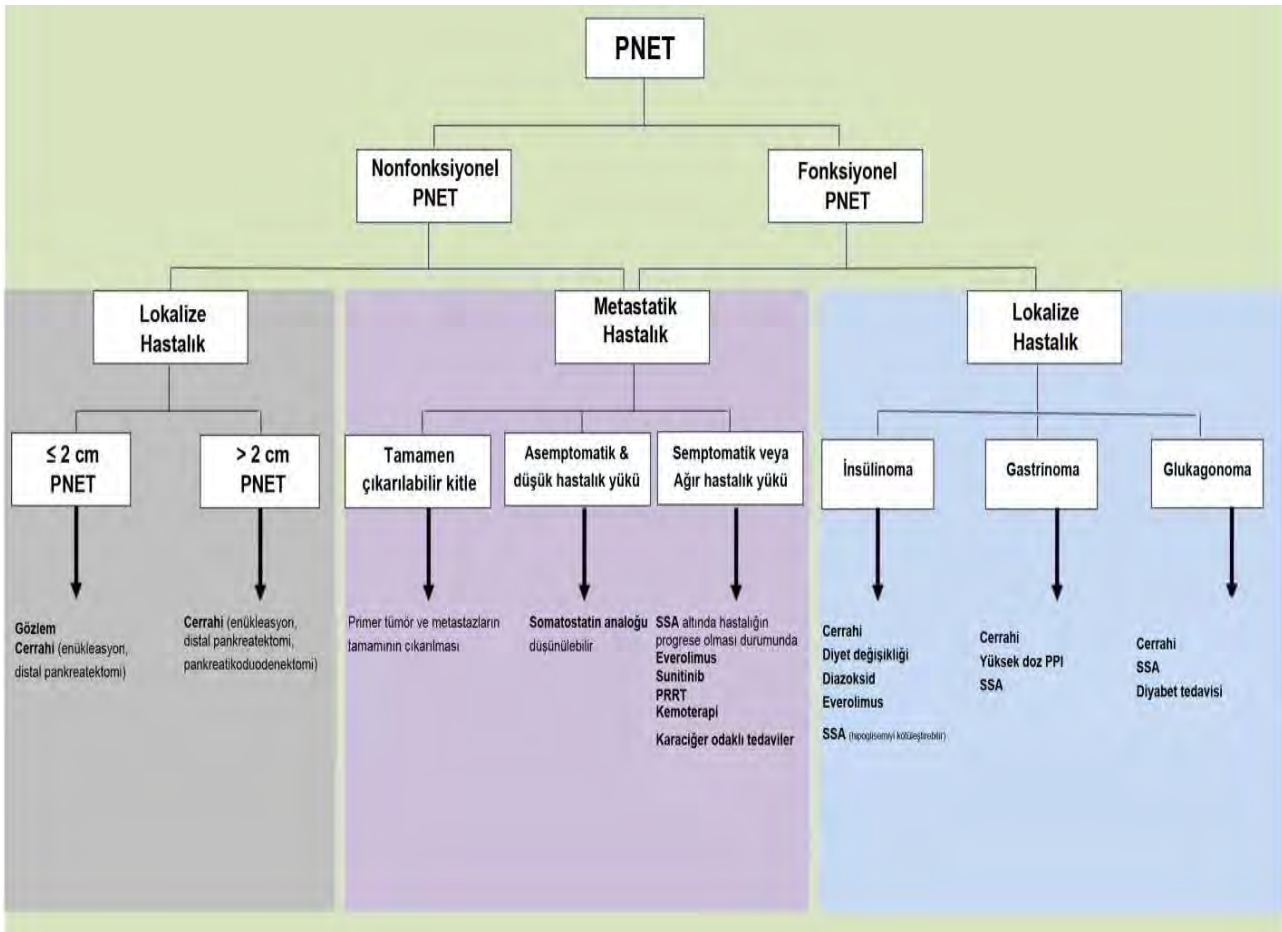 PNET
Nonfonksiyonel
PNET
Fonksiyonel
PNET
Lokalize
Hastalık
Metastatik
Hastalık
Lokalize
Hastalık
≤ 2 cm
PNET
> 2 cm
PNET
Tamamen
çıkarılabilir kitle
Asemptomatik &
düşük hastalık yükü
Semptomatik veya
Ağır hastalık yükü
İnsülinoma
Gastrinoma
Glukagonoma
Gözlem
Cerrahi (enükleasyon,
distal pankreatektomi)
Cerrahi (enükleasyon,
distal pankreatektomi,
pankreatikoduodenektomi)
Primer tümör ve metastazların
tamamının çıkarılması
Somatostatin analoğu
düşünülebilir
SSA altında hastalığın
progrese olması durumunda
Everolimus
Sunitinib
PRRT
Kemoterapi
Karaciğer odaklı tedaviler
Cerrahi
Diyet değişikliği
Diazoksid
Everolimus
SSA (hipoglisemiyi kötüleştirebilir)
Cerrahi
Yüksek doz PPI
SSA
Cerrahi
SSA
Diyabet tedavisi